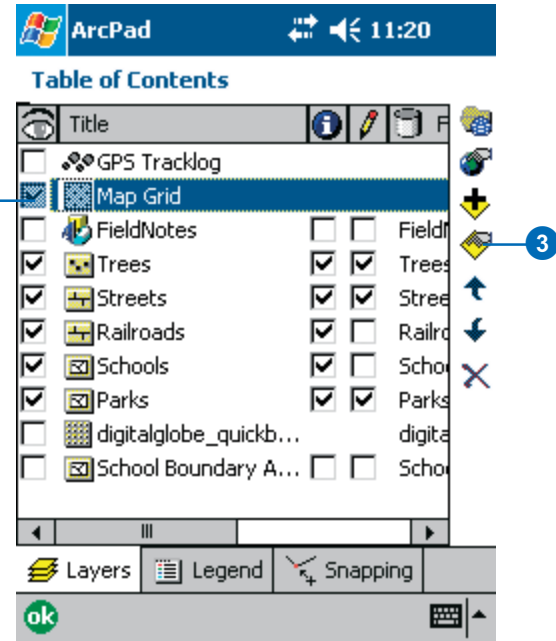 ArcPad 11:20
Table of Contents
Title F
GPS Tracklog
Map Grid
FieldNotes Field
Trees Trees
Streets Stree
Railroads Railro
Schools Schoo
Parks Parks
digitalglobe_quickb... digita
School Boundary A... Schoo
3
Layers Legend Snapping
ok